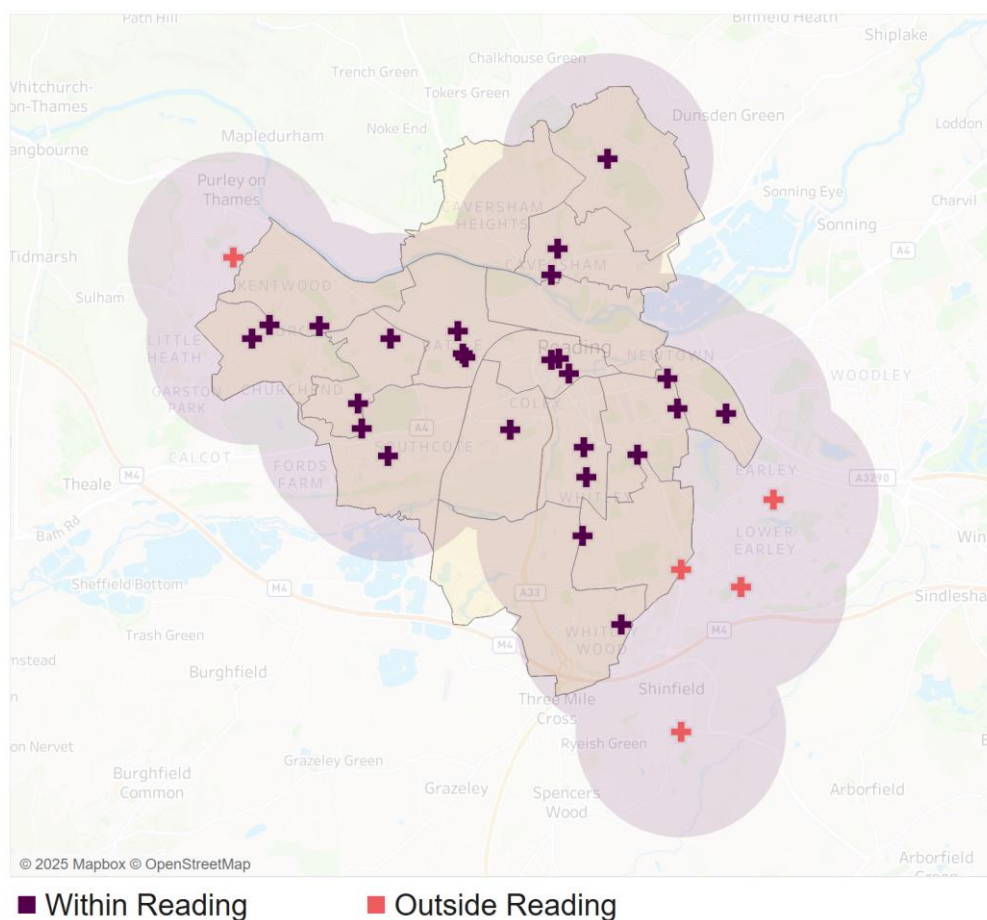 Path Hill
Binfield Heath
Shiplake
Chalkhouse Green
Trench Green
Whitchurch-
on-Thames
Tokers Green
Dunsden Green
Noke End
Loddon
Mapledurham
angbourne
Purley on
Thames
Sonning Eye
Charvil
CAVERSHAM
HEIGHTS
Sonning
A4
Tidmarsh
CAVERSHAM
KENTWOOD
Sulham
LITTLE
HEATH
Reading
NEWTOWN
WOODLEY
GARSTON
PARK
CHURCHEND
COLEY
A4
SOUTHCOTE
CALCOT
FORDS
FARM
EARLEY
M4
A3290
Theale
WHITLEY
Bath Rd
LOWER
EARLEY
Win
Sheffield Bottom
M4
A33
Sindlesha
Trash Green
WHITLEY
WOOD
M4
M4
mstead
Burghfield
Shinfield
Three Mile
Cross
on Nervet
Ryeish Green
Grazeley Green
Burghfield
Common
Grazeley
Spencers
Wood
Arborfield
© 2025 Mapbox © OpenStreetMap
Arborfield
Within Reading
Outside Reading